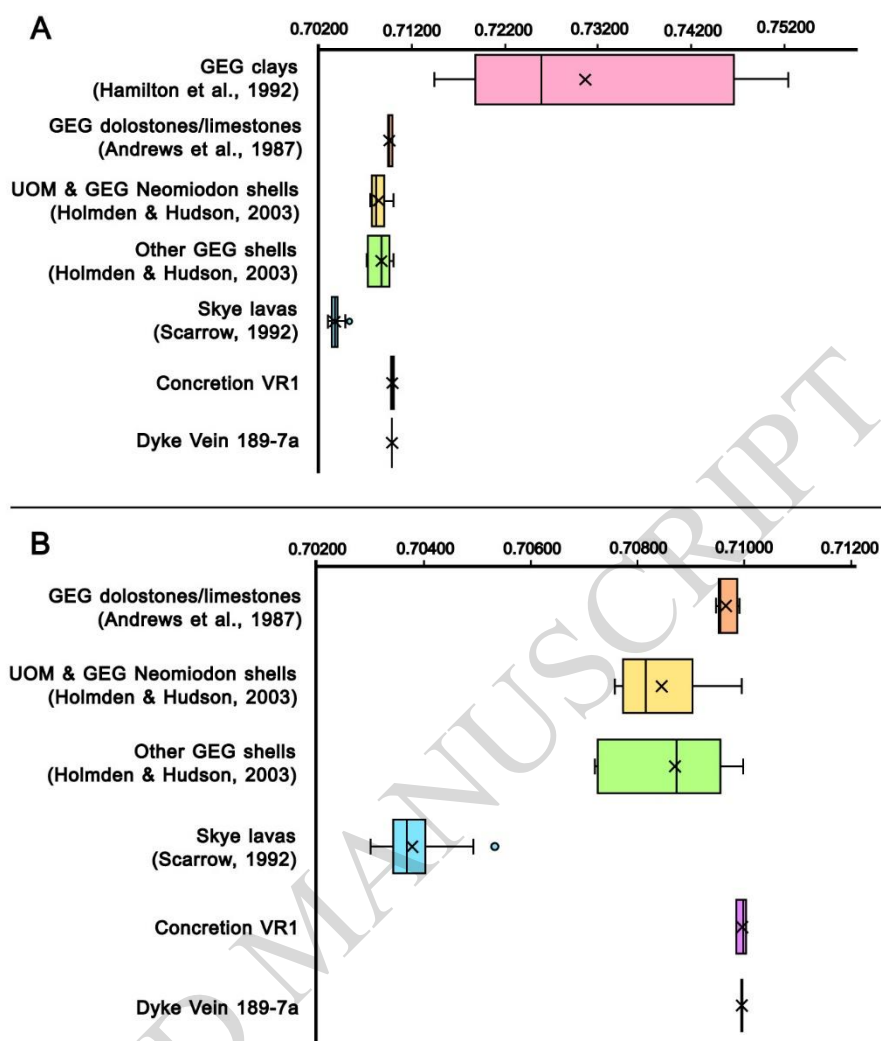 A
0.70200 0.71200 0.72200 0.73200 0.74200 0.75200
GEG clays
(Hamilton et al., 1992)
GEG dolostones/limestones
(Andrews et al., 1987)
UOM & GEG Neomiodon shells
(Holmden & Hudson, 2003)
Other GEG shells
(Holmden & Hudson, 2003)
Skye lavas
(Scarrow, 1992)
Concretion VR1
Dyke Vein 189-7a
B
0.70200 0.70400 0.70600 0.70800 0.71000 0.71200
GEG dolostones/limestones
(Andrews et al., 1987)
UOM & GEG Neomiodon shells
(Holmden & Hudson, 2003)
Other GEG shells
(Holmden & Hudson, 2003)
Skye lavas
(Scarrow, 1992)
Concretion VR1
Dyke Vein 189-7a
D MANUSCRIPT